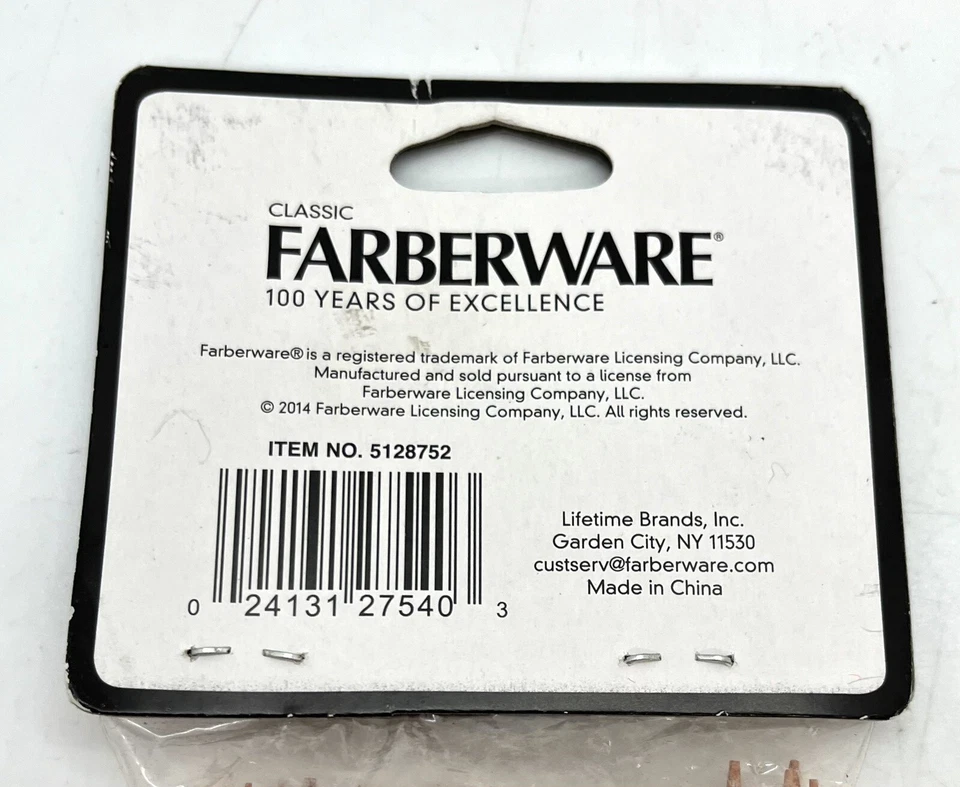 CLASSIC
FARBERWARE®
100 YEARS OF EXCELLENCE
Farberware® is a registered trademark of Farberware Licensing Company, LLC.
Manufactured and sold pursuant to a license from
Farberware Licensing Company, LLC.
© 2014 Farberware Licensing Company, LLC. All rights reserved.
ITEM NO. 5128752
0 24131 27540 3
Lifetime Brands, Inc.
Garden City, NY 11530
custserv@farberware.com
Made in China